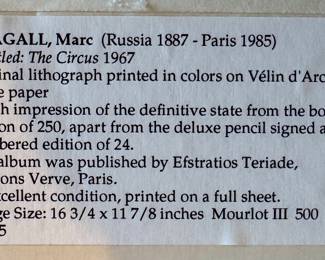 AGALL, Marc (Russia 1887 - Paris 1985)
tled: The Circus 1967
inal lithograph printed in colors on Vélin d'Arc
e paper
h impression of the definitive state from the bo
on of 250, apart from the deluxe pencil signed a
bered edition of 24.
album was published by Efstratios Teriade,
ons Verve, Paris.
xcellent condition, printed on a full sheet.
ge Size: 16 3/4 x 11 7/8 inches Mourlot III 500
5